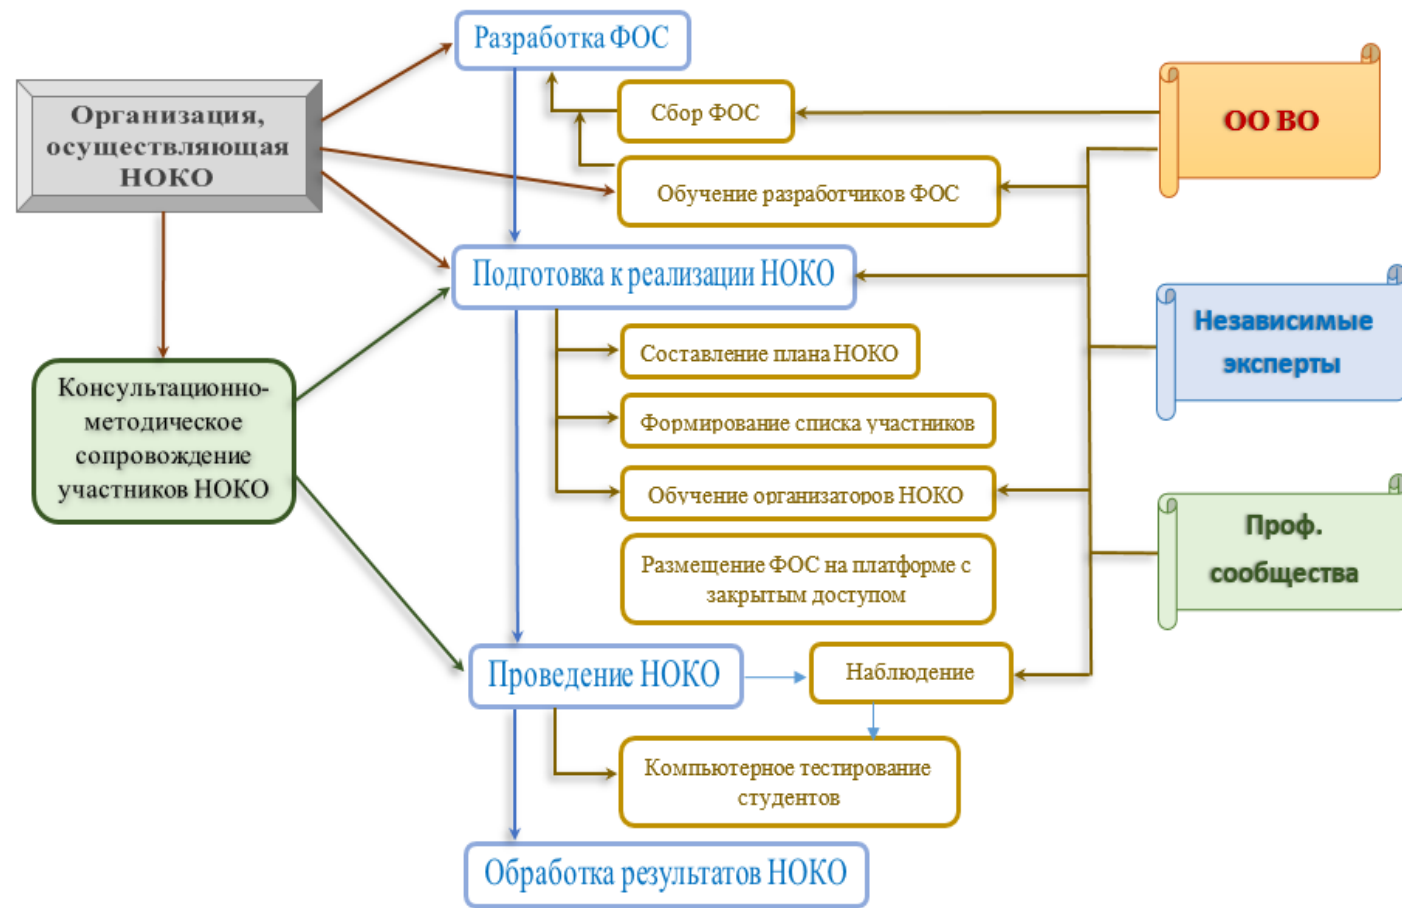 Разработка ФОС
Организация,
осуществляющая
НОКО
Сбор ФОС
ОО ВО
Обучение разработчиков ФОС
Подготовка к реализации НОКО
Независимые
эксперты
Составление плана НОКО
Консультационно-
методическое
сопровождение
участников НОКО
Формирование списка участников
Обучение организаторов НОКО
Проф.
сообщества
Размещение ФОС на платформе с
закрытым доступом
Проведение НОКО
Наблюдение
Компьютерное тестирование
студентов
Обработка результатов НОКО